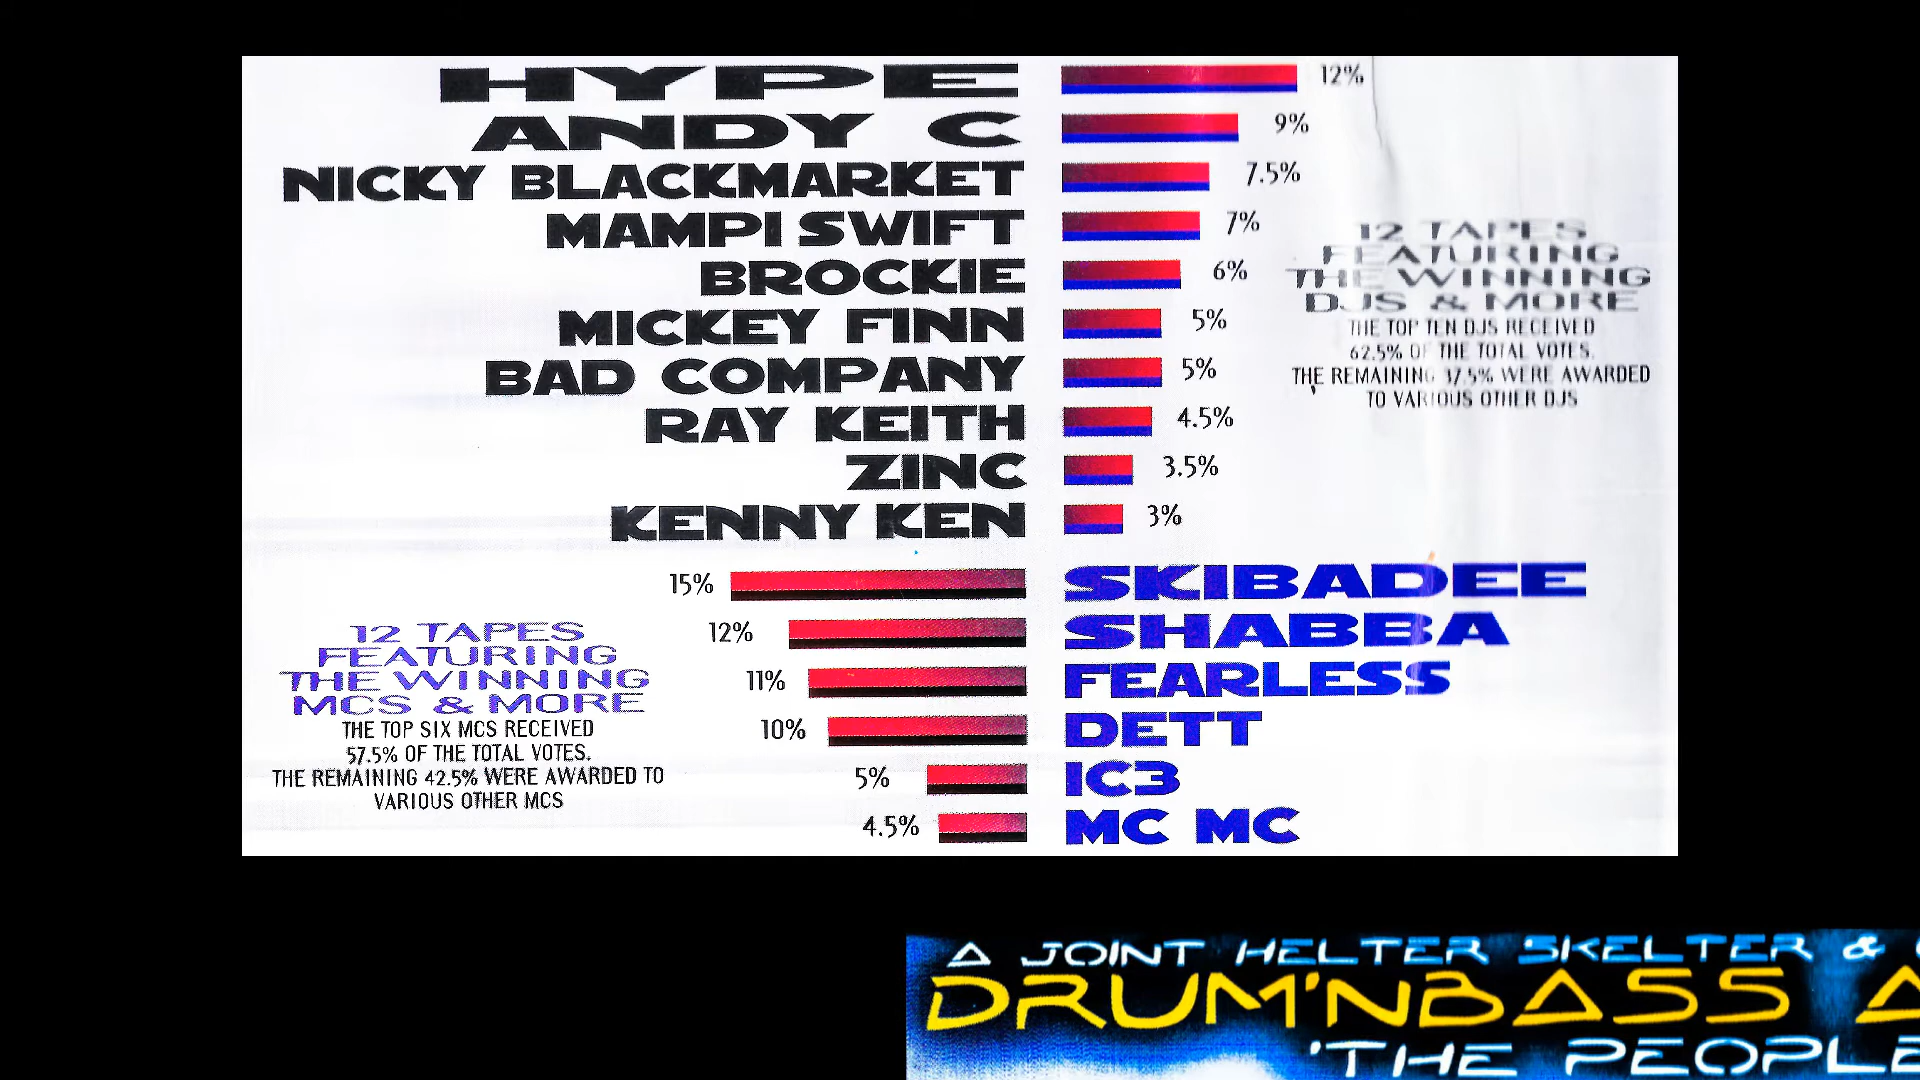 HYPE 12%
ANDY C 9%
NICKY BLACKMARKET 7.5%
MAMPI SWIFT 7%
BROCKIE 6%
MICKEY FINN 5%
BAD COMPANY 5%
RAY KEITH 4.5%
ZINC 3.5%
KENNY KEN 3%
12 TAPES
FEATURING
THE WINNING
DJS & MORE
THE TOP TEN DJS RECEIVED
62.5% OF THE TOTAL VOTES.
THE REMAINING 37.5% WERE AWARDED
TO VARIOUS OTHER DJS
15% SKIBADEE
12% SHABBA
11% FEARLESS
10% DETT
5% IC3
4.5% MC MC
12 TAPES
FEATURING
THE WINNING
MCS & MORE
THE TOP SIX MCS RECEIVED
57.5% OF THE TOTAL VOTES.
THE REMAINING 42.5% WERE AWARDED TO
VARIOUS OTHER MCS
A JOINT HELTER SKELTER &
DRUM'NBASS A
'THE PEOPLE